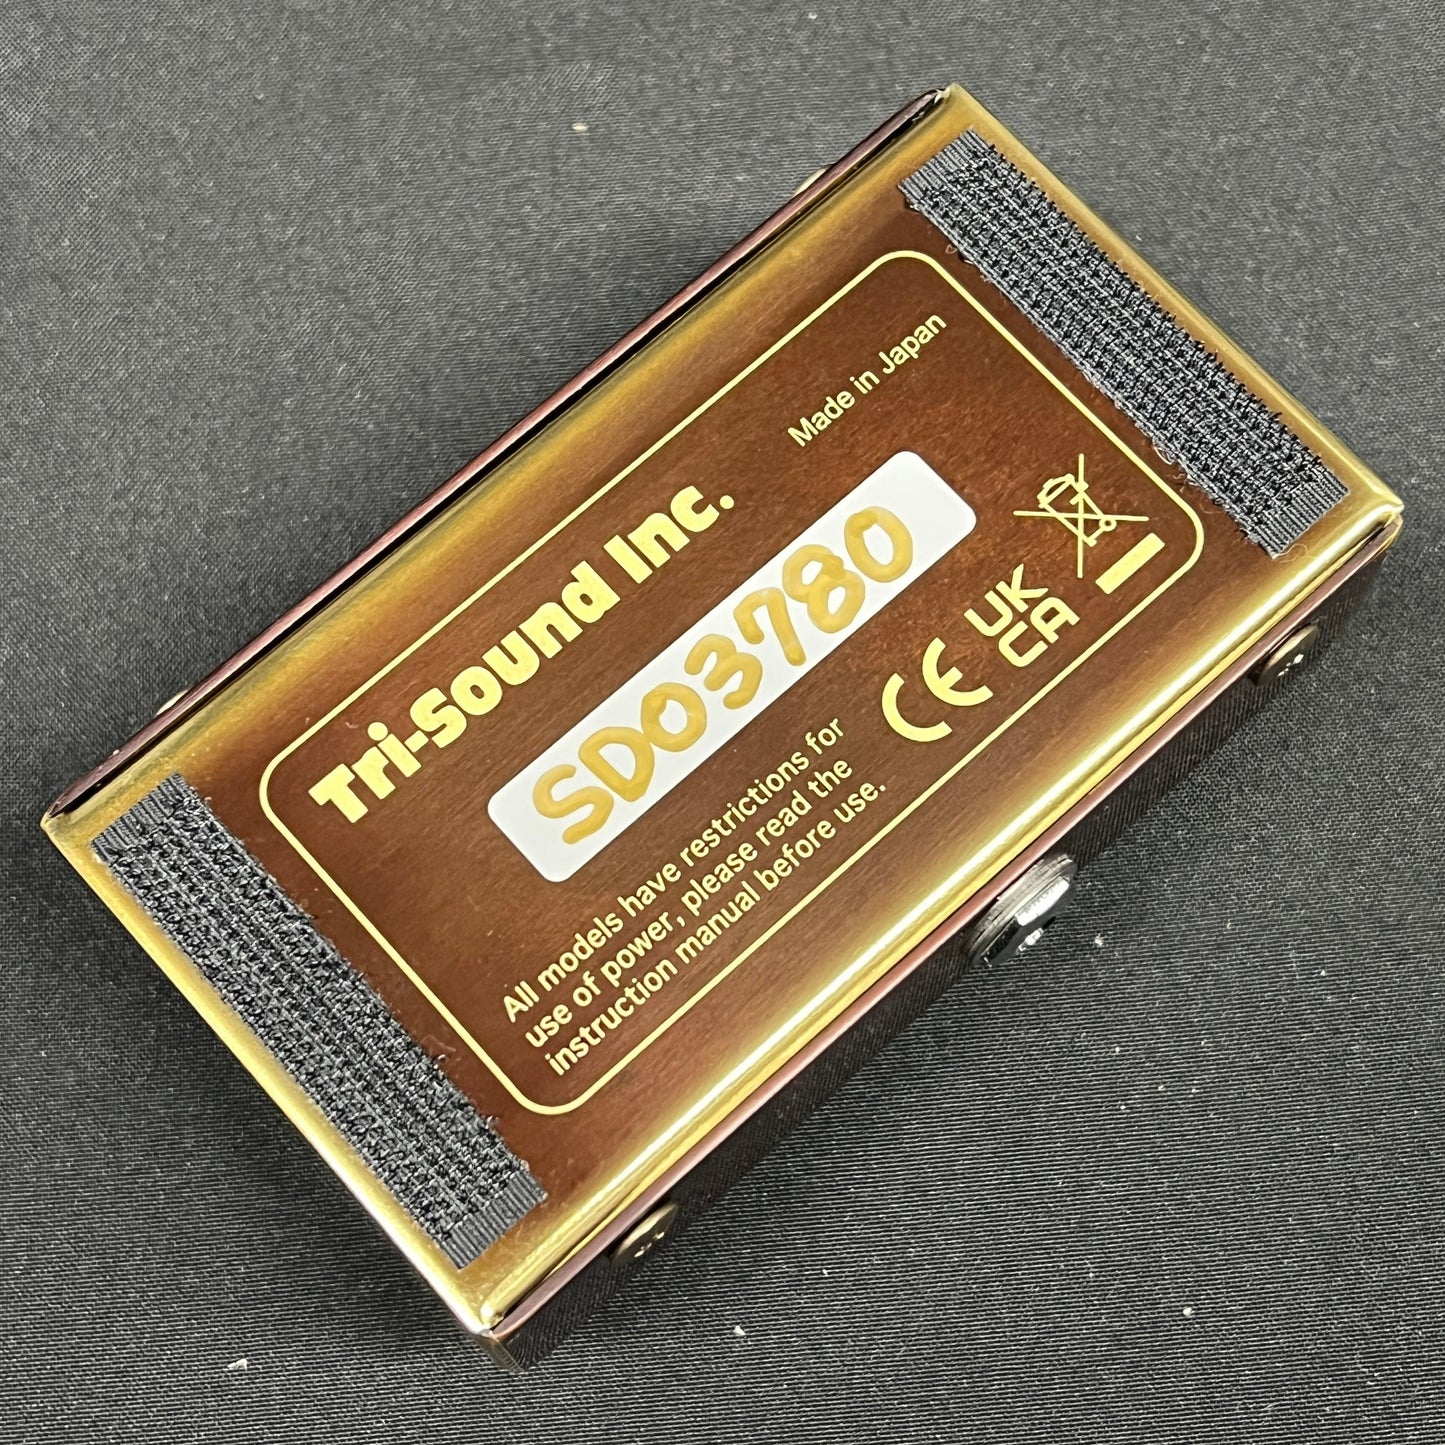 Made in Japan
Tri-sound Inc.
SD03780
CE
UK
CA
All models have restrictions for
use of power, please read the
instruction manual before use.